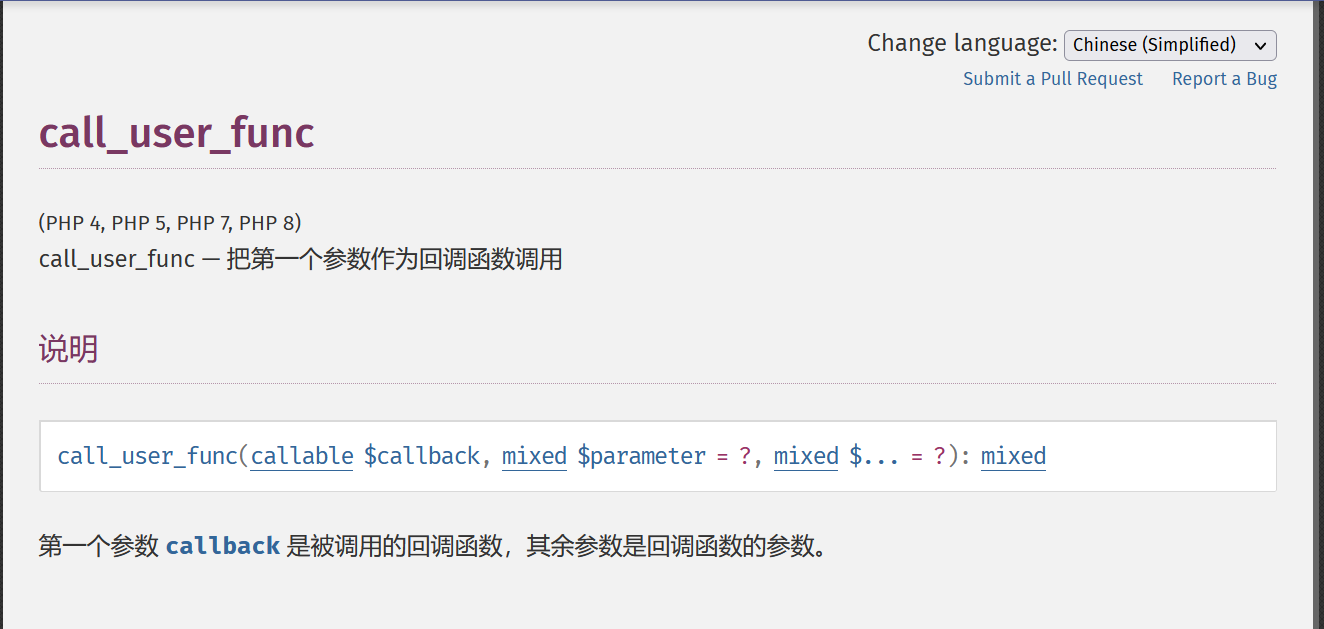 Change language: Chinese (Simplified)
Submit a Pull Request Report a Bug
call_user_func
(PHP 4, PHP 5, PHP 7, PHP 8)
call_user_func — 把第一个参数作为回调函数调用
说明
call_user_func(callable $callback, mixed $parameter = ?, mixed $... = ?): mixed
第一个参数 callback 是被调用的回调函数，其余参数是回调函数的参数。